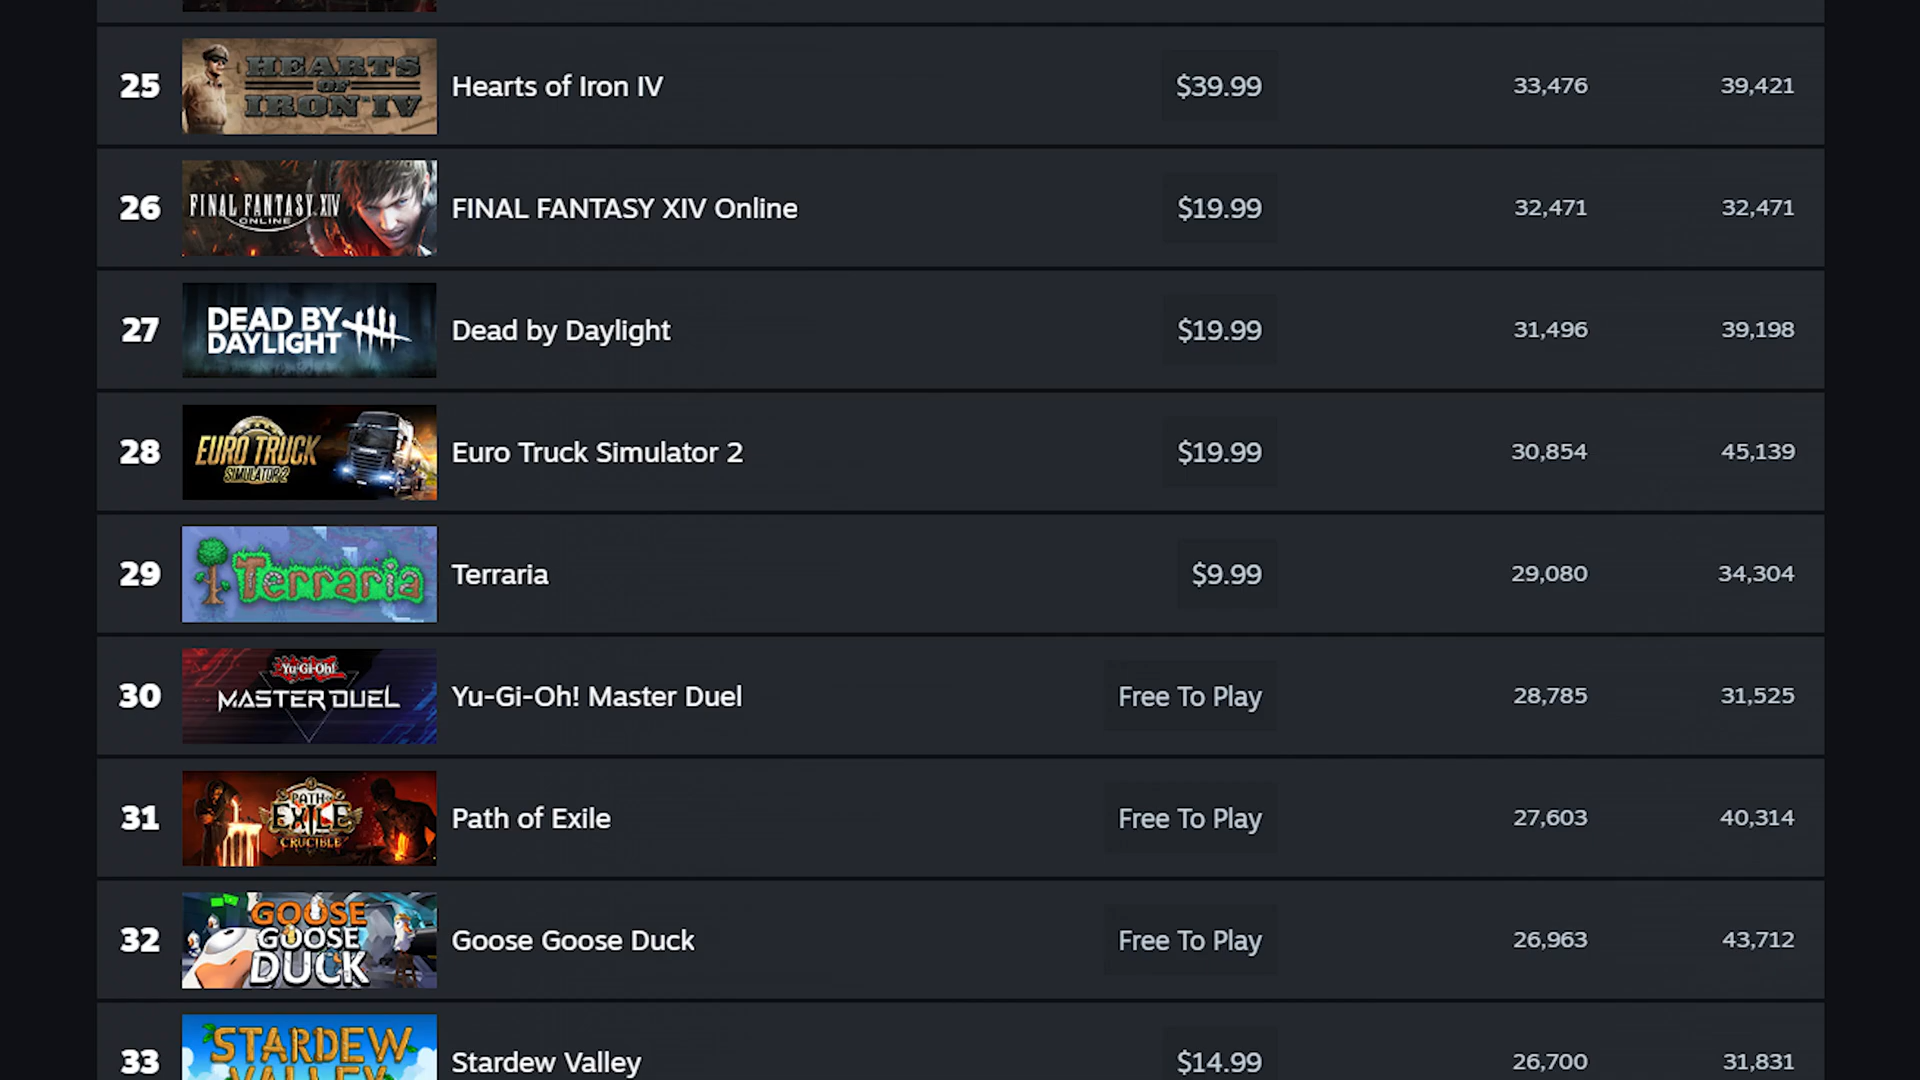 25 HEARTS OF IRON IV Hearts of Iron IV $39.99 33,476 39,421
26 FINAL FANTASY XIV ONLINE FINAL FANTASY XIV Online $19.99 32,471 32,471
27 DEAD BY DAYLIGHT Dead by Daylight $19.99 31,496 39,198
28 EURO TRUCK SIMULATOR 2 Euro Truck Simulator 2 $19.99 30,854 45,139
29 Terraria Terraria $9.99 29,080 34,304
30 Yu-Gi-Oh! MASTER DUEL Yu-Gi-Oh! Master Duel Free To Play 28,785 31,525
31 PATH OF EXILE CRUCIBLE Path of Exile Free To Play 27,603 40,314
32 GOOSE GOOSE DUCK Goose Goose Duck Free To Play 26,963 43,712
33 STARDEW VALLEY Stardew Valley $14.99 26,700 31,831